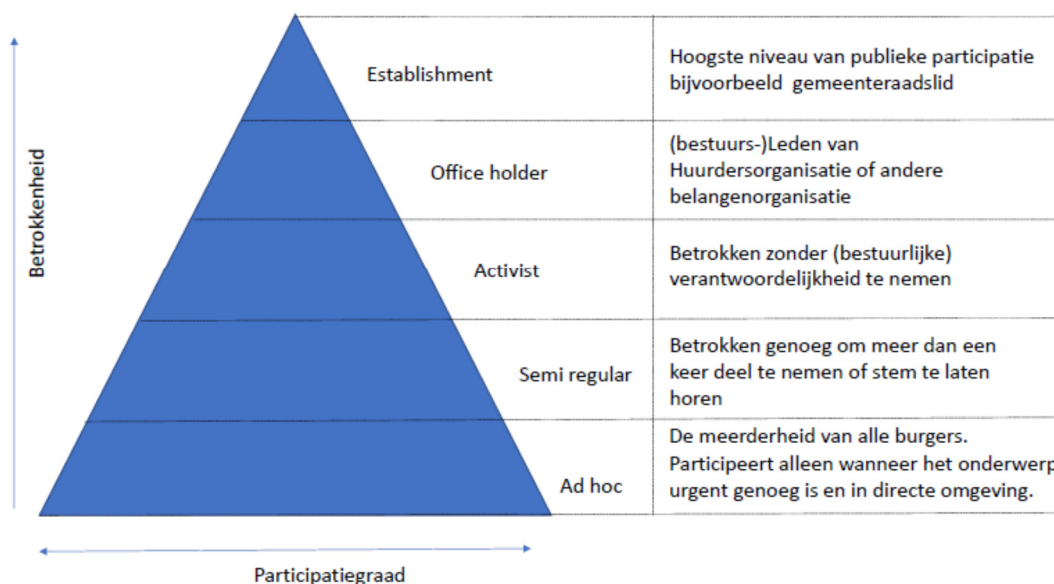 Betrokkenheid
Establishment
Hoogste niveau van publieke participatie
bijvoorbeeld gemeenteraadslid
Office holder
(bestuurs-)Leden van
Huurdersorganisatie of andere
belangenorganisatie
Activist
Betrokken zonder (bestuurlijke)
verantwoordelijkheid te nemen
Semi regular
Betrokken genoeg om meer dan een
keer deel te nemen of stem te laten
horen
Ad hoc
De meerderheid van alle burgers.
Participeert alleen wanneer het onderwerp
urgent genoeg is en in directe omgeving.
Participatiegraad